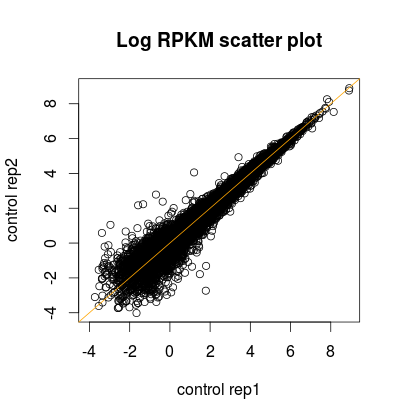 Log RPKM scatter plot
control rep2
8
6
4
2
0
-2
-4
-4 -2 0 2 4 6 8
control rep1